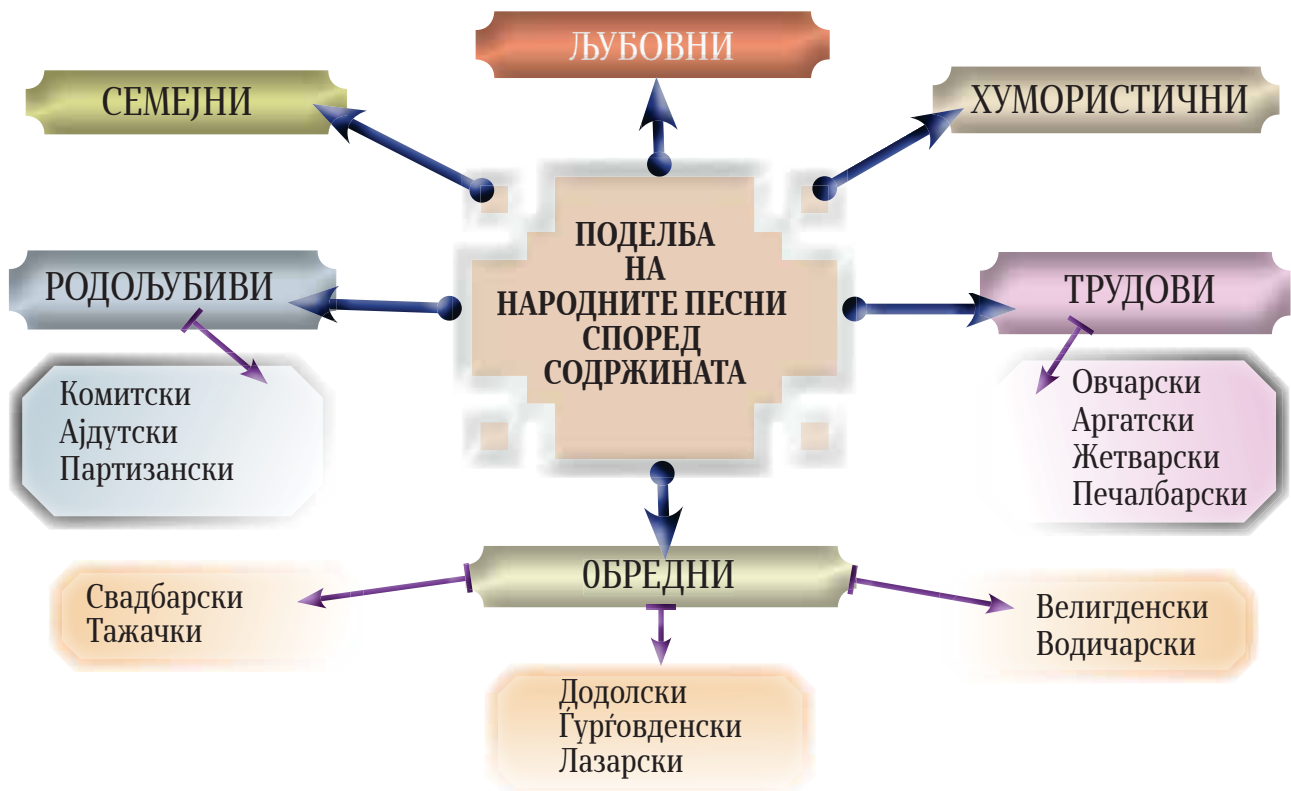 ЉУБОВНИ
СЕМЕЈНИ
ХУМОРИСТИЧНИ
ПОДЕЛБА
НА
НАРОДНИТЕ ПЕСНИ
СПОРЕД
СОДРЖИНАТА
РОДОЉУБИВИ
Комитски
Ајдутски
Партизански
ТРУДОВИ
Овчарски
Аргатски
Жетварски
Печалбарски
ОБРЕДНИ
Свадбарски
Тажачки
Додолски
Ѓурѓовденски
Лазарски
Велигденски
Водичарски